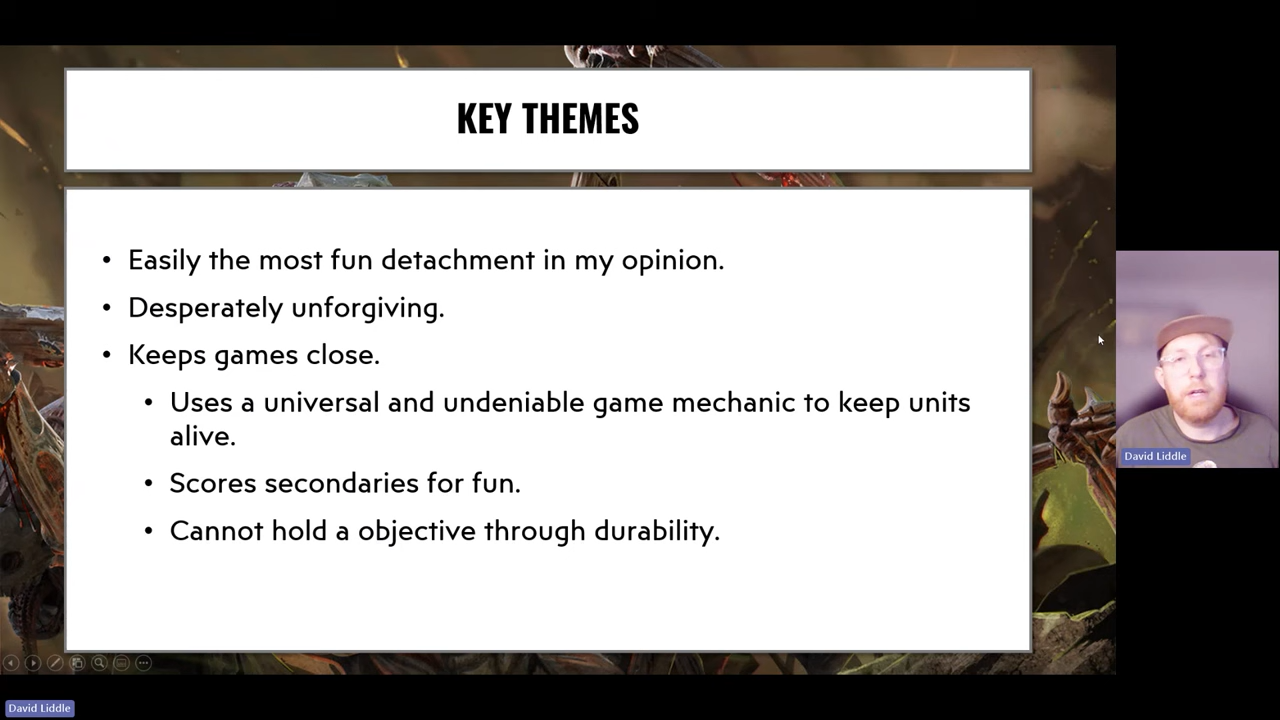 KEY THEMES
• Easily the most fun detachment in my opinion.
• Desperately unforgiving.
• Keeps games close.
• Uses a universal and undeniable game mechanic to keep units
alive.
• Scores secondaries for fun.
• Cannot hold a objective through durability.
David Liddle
David Liddle